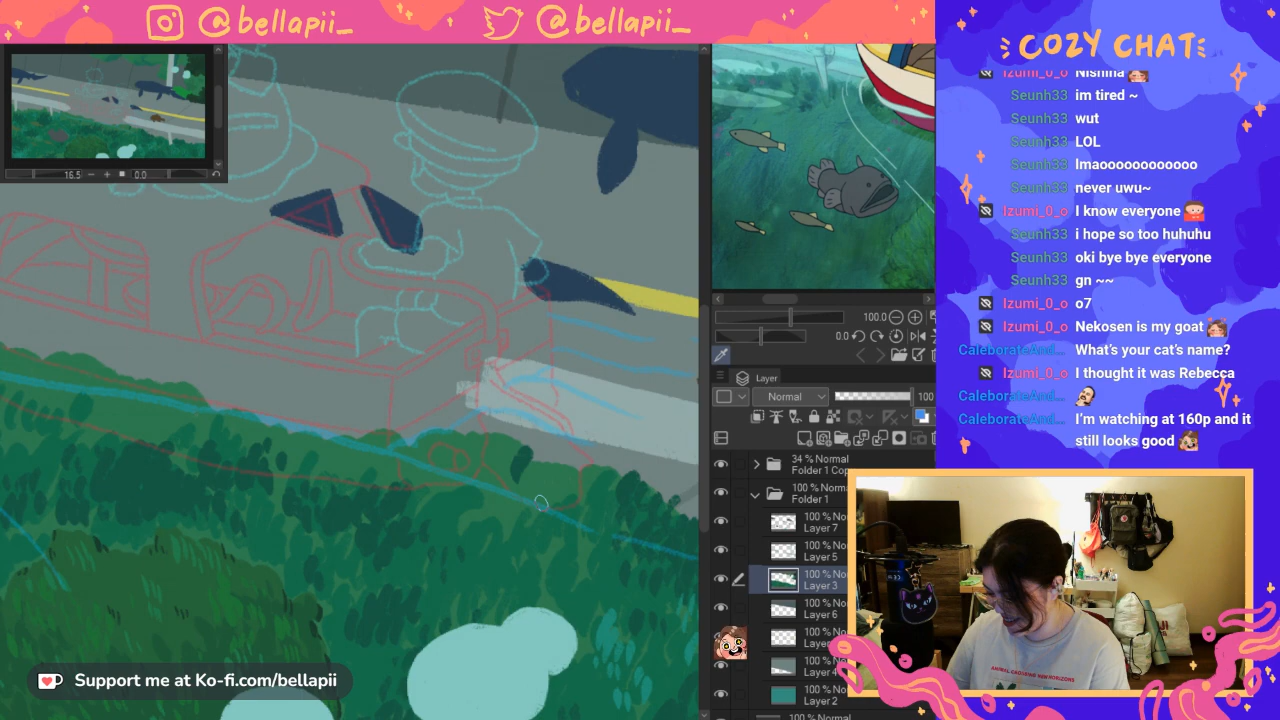 @bellapii_
@bellapii_
16.5
0.0
100.0
0.0
Layer
Normal
100
34 % Normal
Folder 1 Cop
100 % No
Folder 1
100 % No
Layer 7
100 % No
Layer 5
100 % No
Layer 3
100 % No
Layer 6
100 % No
Layer
100 % No
Layer 4
100 % No
Layer 2
100 % Normal
Support me at Ko-fi.com/bellapii
COZY CHAT
Izumi_0_o Nishina
Seunh33 im tired ~
Seunh33 wut
Seunh33 LOL
Seunh33 lmaoooooooooooo
Seunh33 never uwu~
Izumi_0_o I know everyone
Seunh33 i hope so too huhuhu
Seunh33 oki bye bye everyone
Seunh33 gn ~~
Izumi_0_o o7
Izumi_0_o Nekosen is my goat
CaleborateAnd... What's your cat's name?
Izumi_0_o I thought it was Rebecca
CaleborateAnd...
CaleborateAnd... I'm watching at 160p and it
still looks good
ANIMAL CROSSING NEW HORIZONS